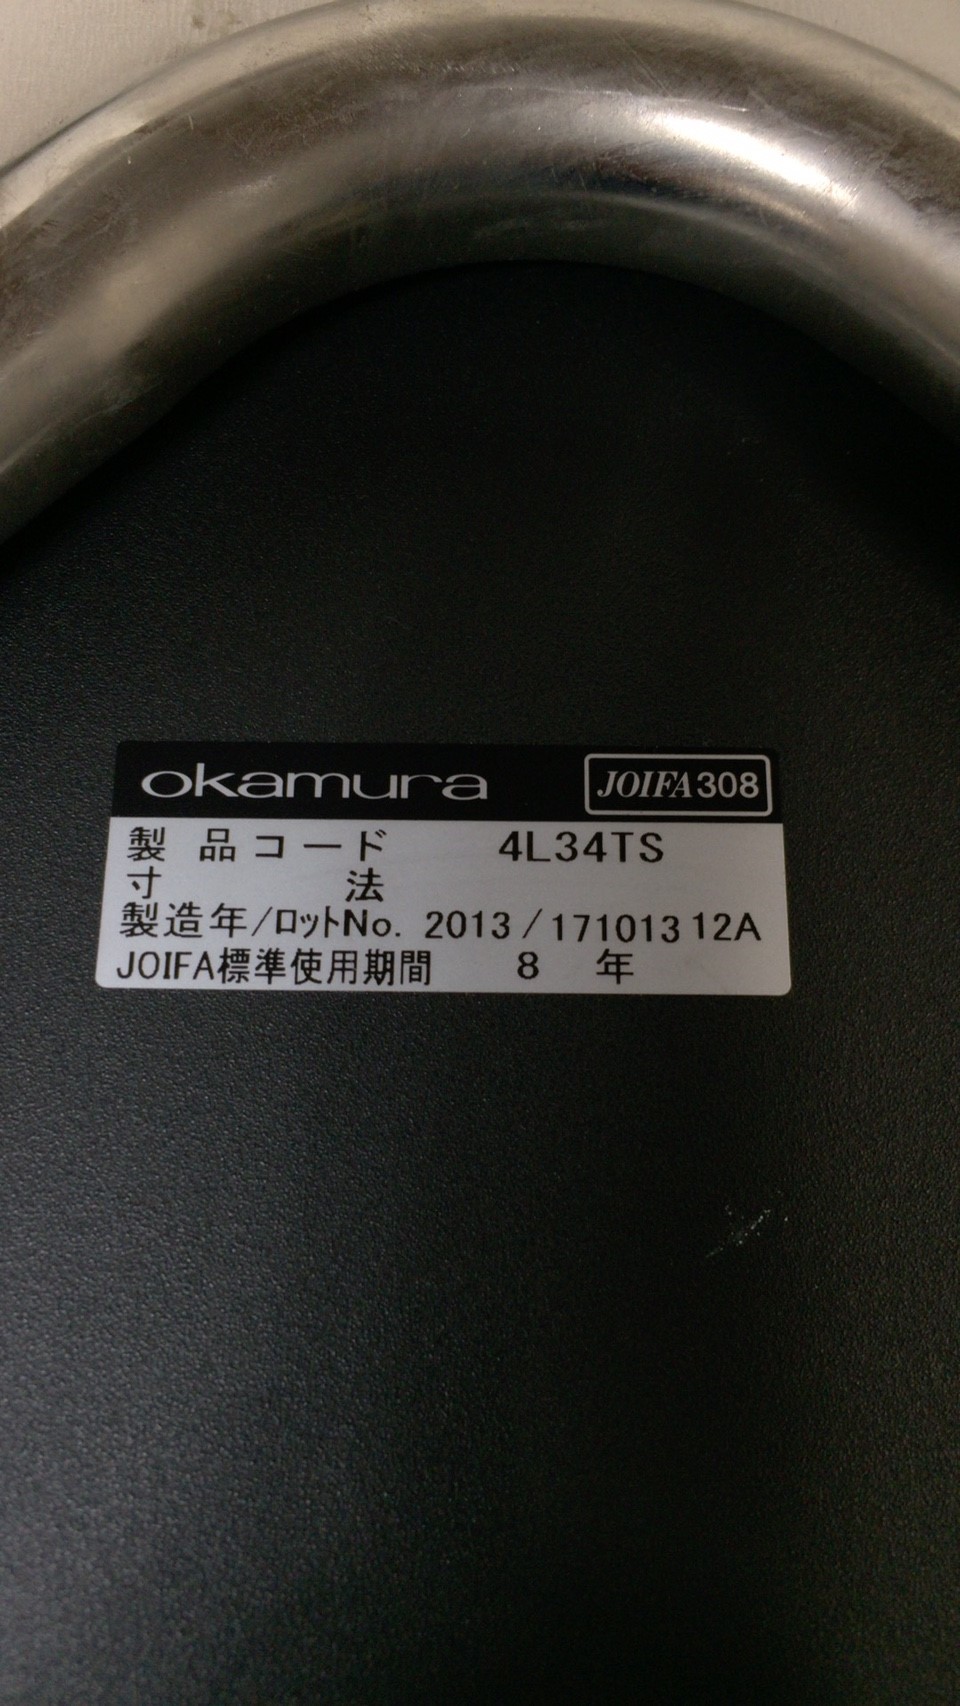 okamura JOIFA308
製品コード 4L34TS
寸法
製造年/ロットNo. 2013/17101312A
JOIFA標準使用期間 8年